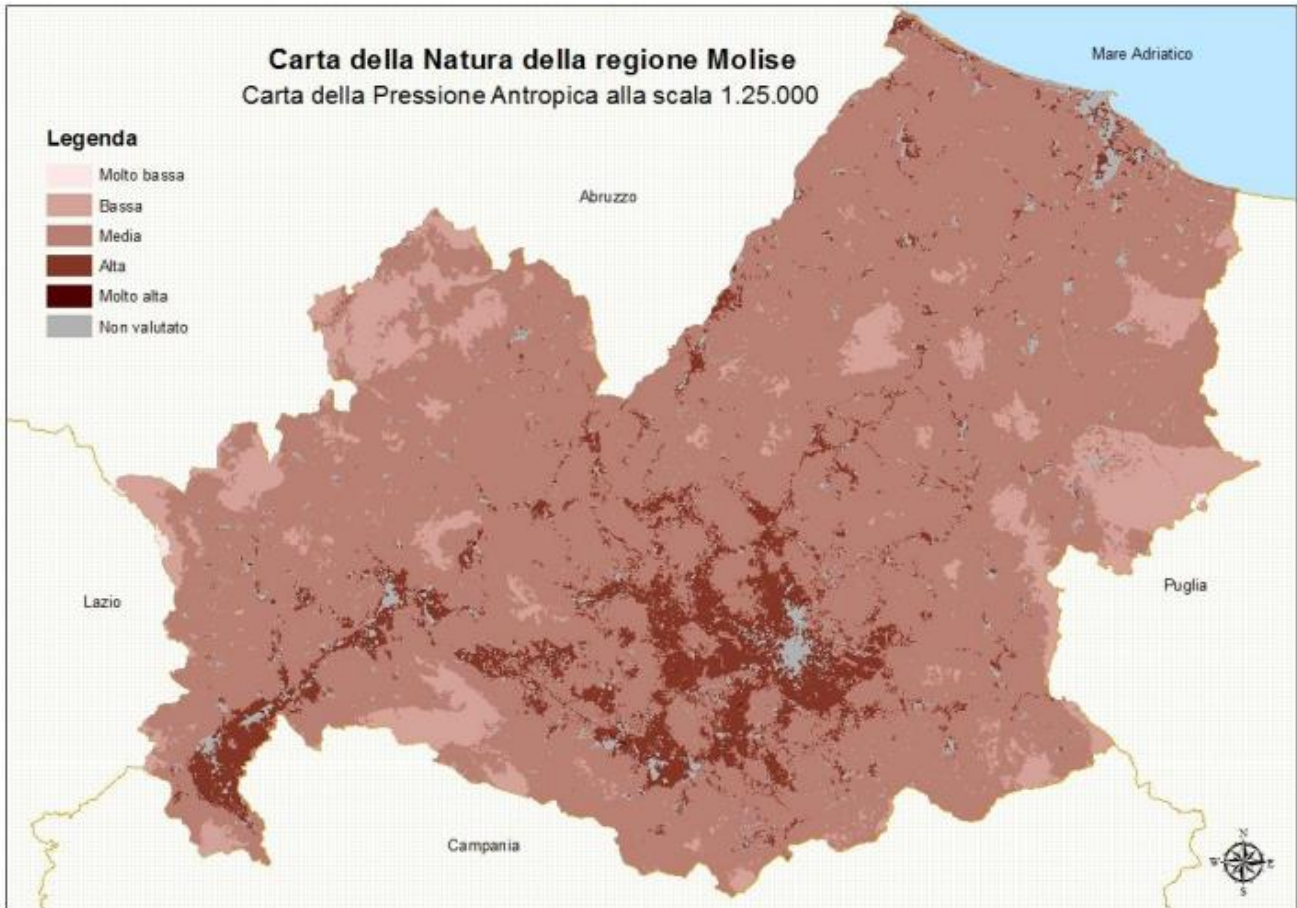 Carta della Natura della regione Molise
Carta della Pressione Antropica alla scala 1.25.000
Mare Adriatico
Legenda
Molto bassa
Bassa
Media
Alta
Molto alta
Non valutato
Abruzzo
Lazio
Puglia
Campania
N
W E
S